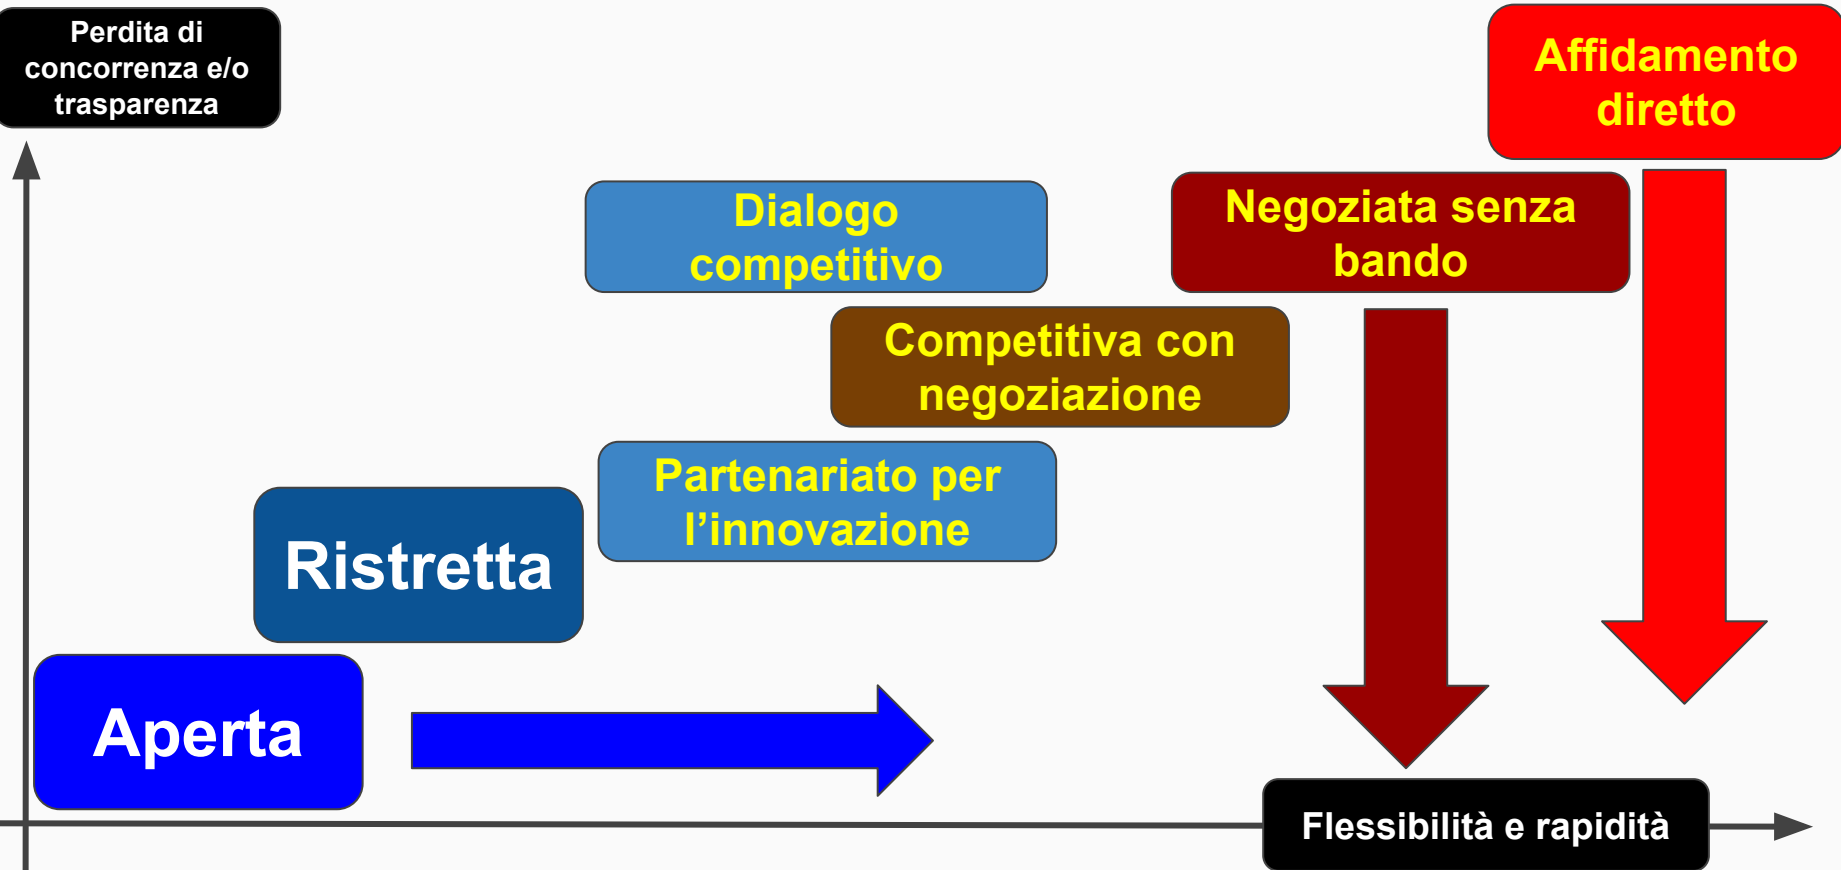 Perdita di
concorrenza e/o
trasparenza
Affidamento
diretto
Dialogo
competitivo
Negoziata senza
bando
Competitiva con
negoziazione
Partenariato per
l’innovazione
Ristretta
Aperta
Flessibilità e rapidità